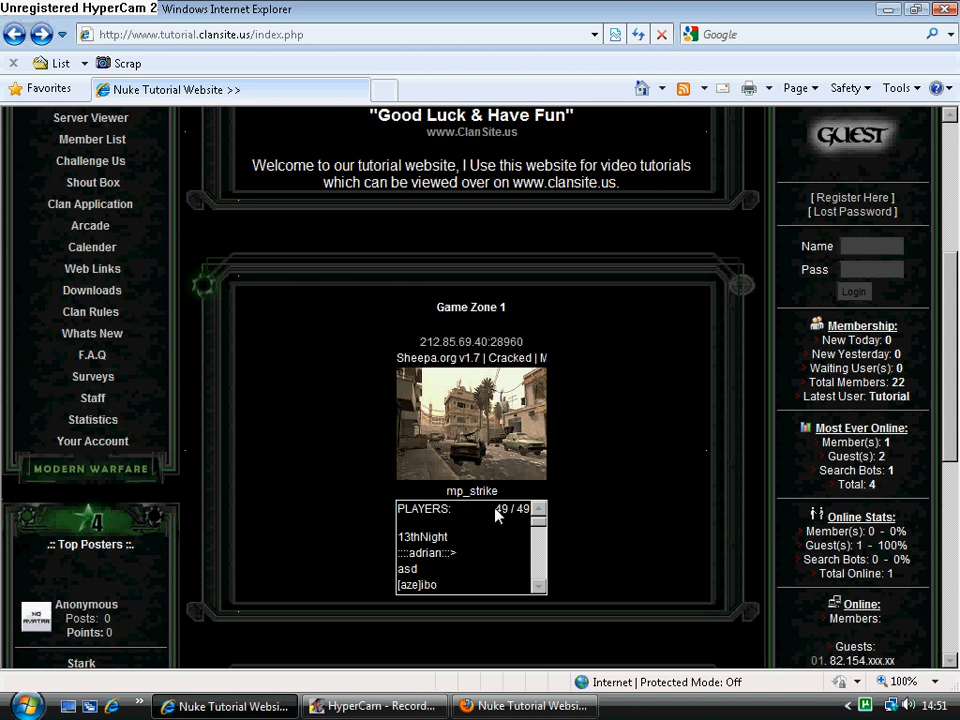 Unregistered HyperCam 2
Windows Internet Explorer
http://www.tutorial.clansite.us/index.php
Google
List
Scrap
Favorites
Nuke Tutorial Website >>
Page
Safety
Tools
Server Viewer
Member List
Challenge Us
Shout Box
Clan Application
Arcade
Calender
Web Links
Downloads
Clan Rules
Whats New
F.A.Q
Surveys
Staff
Statistics
Your Account
MODERN WARFARE
4
.:: Top Posters ::.
NO AVATAR
Anonymous
Posts: 0
Points: 0
Stark
"Good Luck & Have Fun"
www.ClanSite.us
Welcome to our tutorial website, I Use this website for video tutorials
which can be viewed over on www.clansite.us.
Game Zone 1
212.85.69.40:28960
Sheepa.org v1.7 | Cracked | M
mp_strike
PLAYERS: 49 / 49
13thNight
::::adrian:::>
asd
[aze]ibo
GUEST
[ Register Here ]
[ Lost Password ]
Name
Pass
Login
Membership:
New Today: 0
New Yesterday: 0
Waiting User(s): 0
Total Members: 22
Latest User: Tutorial
Most Ever Online:
Member(s): 1
Guest(s): 2
Search Bots: 1
Total: 4
Online Stats:
Member(s): 0 - 0%
Guest(s): 1 - 100%
Search Bots: 0 - 0%
Total Online: 1
Online:
Members:
Guests:
01. 82.154.xxx.xx
Internet | Protected Mode: Off
100%
Nuke Tutorial Websi...
HyperCam - Record...
Nuke Tutorial Websi...
14:51